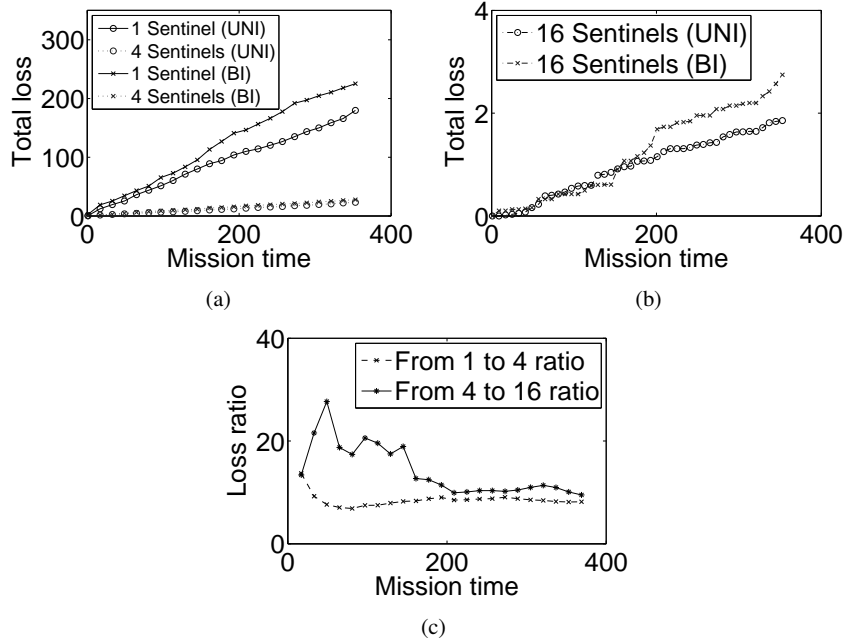 350
300
200
100
0
Total loss
1 Sentinel (UNI)
4 Sentinels (UNI)
1 Sentinel (BI)
4 Sentinels (BI)
0
200
400
Mission time
(a)
4
2
0
Total loss
16 Sentinels (UNI)
16 Sentinels (BI)
0
200
400
Mission time
(b)
40
20
0
Loss ratio
From 1 to 4 ratio
From 4 to 16 ratio
0
200
400
Mission time
(c)